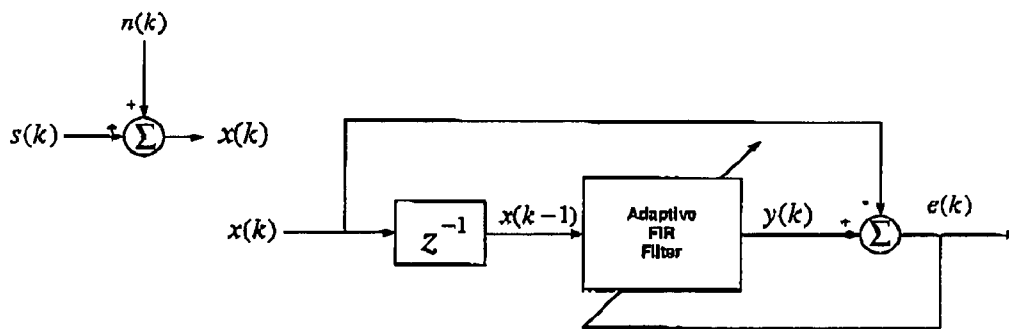 n(k)
+
s(k) + Σ x(k)
x(k) z⁻¹ x(k−1) Adaptive FIR Filter y(k) + - Σ e(k)